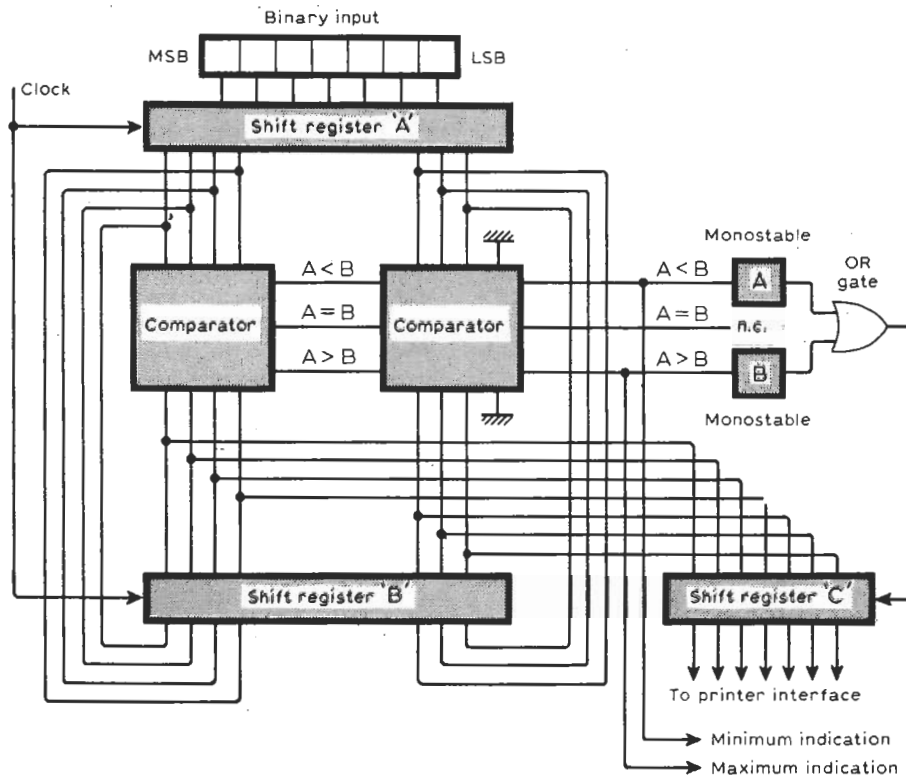 Binary input
MSB
LSB
Clock
Shift register 'A'
Monostable
A < B
A < B
A
OR
gate
Comparator
A = B
Comparator
A = B
n.c.
A > B
A > B
B
Monostable
Shift register 'B'
Shift register 'C'
To printer interface
Minimum indication
Maximum indication